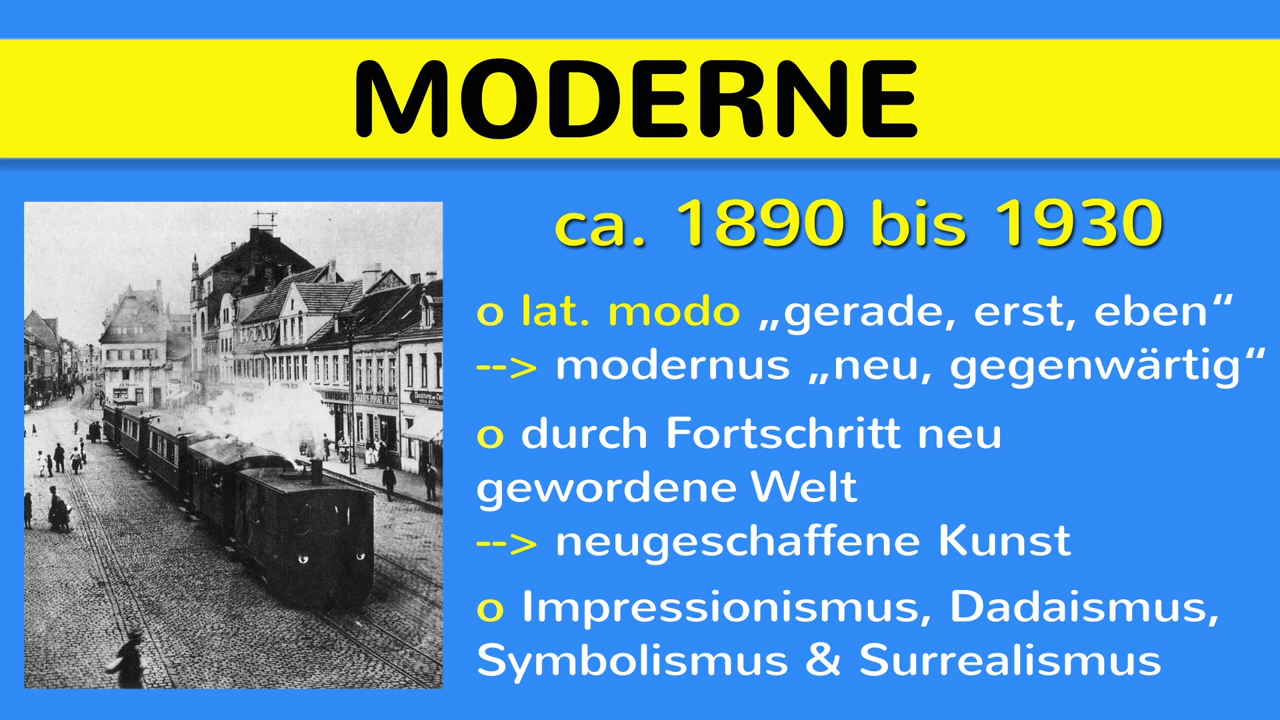 MODERNE
ca. 1890 bis 1930
o lat. modo „gerade, erst, eben“
--> modernus „neu, gegenwärtig“
o durch Fortschritt neu
gewordene Welt
--> neugeschaffene Kunst
o Impressionismus, Dadaismus,
Symbolismus & Surrealismus